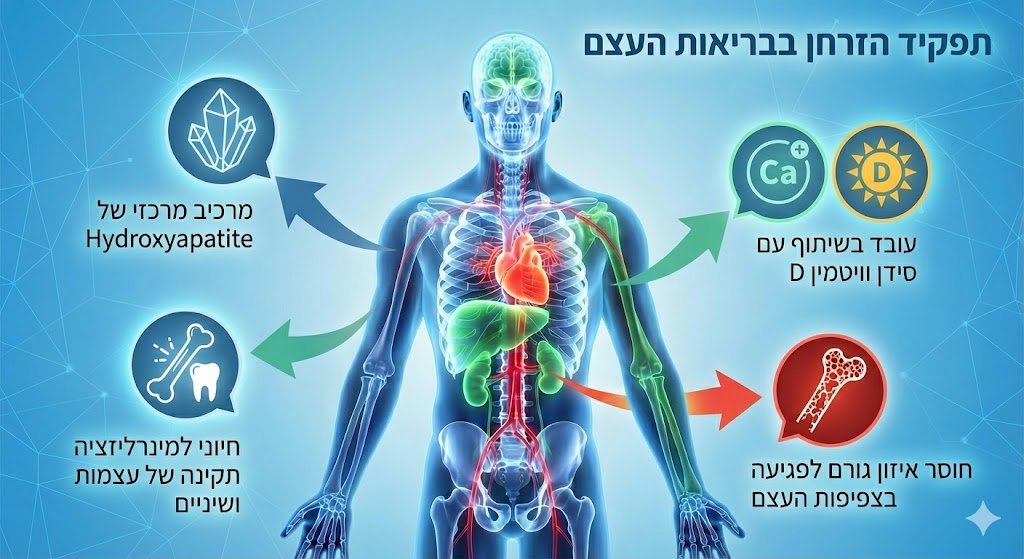 תפקיד הזרחן בבריאות העצם
Ca+
D
עובד בשיתוף עם
סידן וויטמין D
מרכיב מרכזי של
Hydroxyapatite
חיוני למינרליזציה
תקינה של עצמות
ושיניים
חוסר איזון גורם לפגיעה
בצפיפות העצם